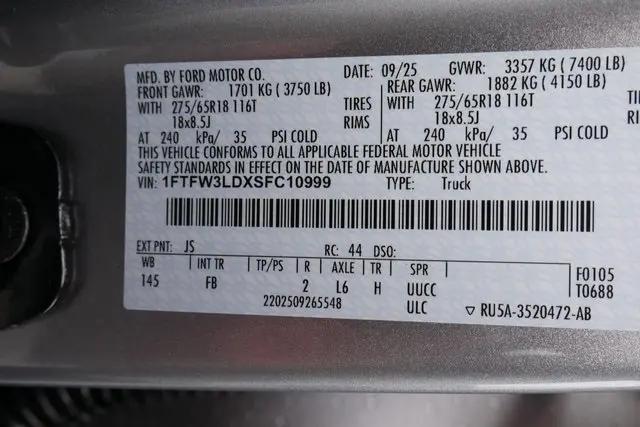 MFD. BY FORD MOTOR CO. DATE: 09/25 GVWR: 3357 KG ( 7400 LB)
FRONT GAWR: 1701 KG ( 3750 LB) REAR GAWR: 1882 KG ( 4150 LB)
WITH 275/65R18 116T TIRES WITH 275/65R18 116T
18x8.5J RIMS 18x8.5J
AT 240 kPa/ 35 PSI COLD AT 240 kPa/ 35 PSI COLD
THIS VEHICLE CONFORMS TO ALL APPLICABLE FEDERAL MOTOR VEHICLE
SAFETY STANDARDS IN EFFECT ON THE DATE OF MANUFACTURE SHOWN ABOVE.
VIN: 1FTFW3LDXSFC10999 TYPE: Truck
EXT PNT: JS RC: 44 DSO:
WB INT TR TP/PS R AXLE TR SPR F0105
145 FB 2 L6 H UUCC T0688
2202509265548 ULC ▽ RU5A-3520472-AB